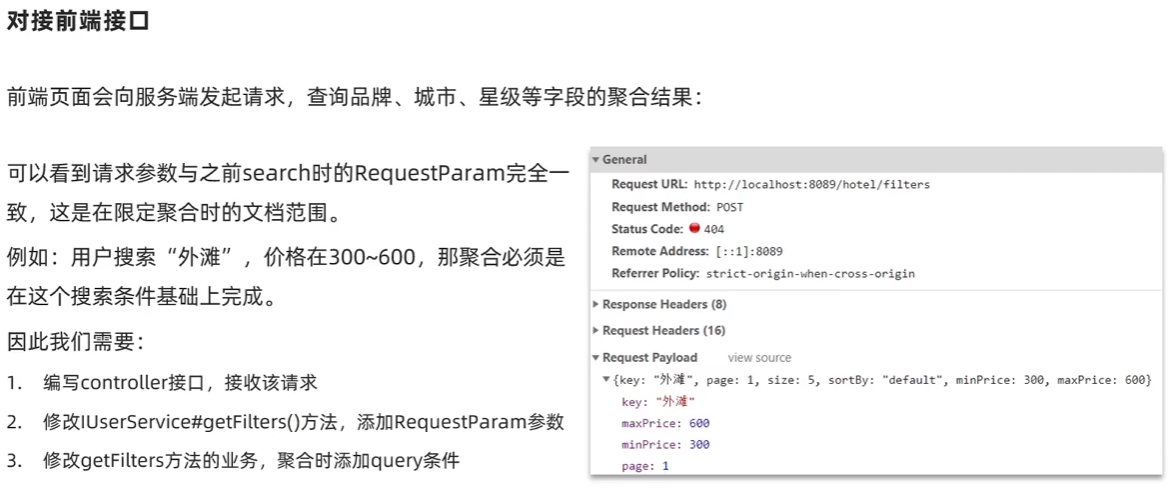 对接前端接口
前端页面会向服务端发起请求，查询品牌、城市、星级等字段的聚合结果：
可以看到请求参数与之前search时的RequestParam完全一
致，这是在限定聚合时的文档范围。
例如：用户搜索“外滩”，价格在300~600，那聚合必须是
在这个搜索条件基础上完成。
因此我们需要：
1. 编写controller接口，接收该请求
2. 修改IUserService#getFilters()方法，添加RequestParam参数
3. 修改getFilters方法的业务，聚合时添加query条件
General
Request URL: http://localhost:8089/hotel/filters
Request Method: POST
Status Code: 404
Remote Address: [::1]:8089
Referrer Policy: strict-origin-when-cross-origin
Response Headers (8)
Request Headers (16)
Request Payload view source
{key: "外滩", page: 1, size: 5, sortBy: "default", minPrice: 300, maxPrice: 600}
key: "外滩"
maxPrice: 600
minPrice: 300
page: 1